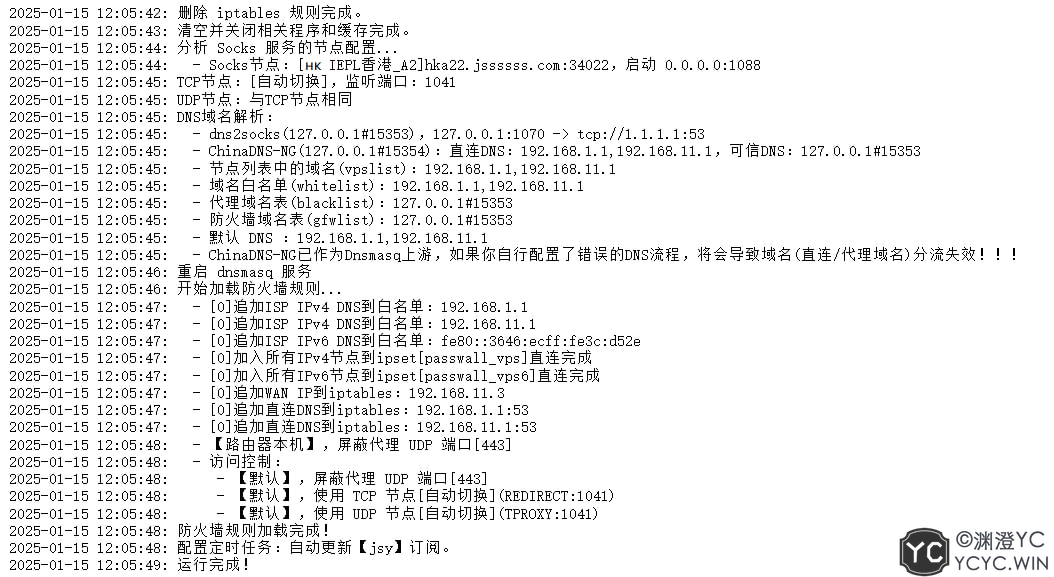 2025-01-15 12:05:42: 删除 iptables 规则完成。
2025-01-15 12:05:43: 清空并关闭相关程序和缓存完成。
2025-01-15 12:05:44: 分析 Socks 服务的节点配置...
2025-01-15 12:05:44:   - Socks节点：[HK IEPL香港_A2]hka22.jssssss.com:34022，启动 0.0.0.0:1088
2025-01-15 12:05:45: TCP节点：[自动切换]，监听端口：1041
2025-01-15 12:05:45: UDP节点：与TCP节点相同
2025-01-15 12:05:45: DNS域名解析：
2025-01-15 12:05:45:   - dns2socks(127.0.0.1#15353)，127.0.0.1:1070 -> tcp://1.1.1.1:53
2025-01-15 12:05:45:   - ChinaDNS-NG(127.0.0.1#15354)：直连DNS：192.168.1.1,192.168.11.1，可信DNS：127.0.0.1#15353
2025-01-15 12:05:45:   - 节点列表中的域名(vpslist)：192.168.1.1,192.168.11.1
2025-01-15 12:05:45:   - 域名白名单(whitelist)：192.168.1.1,192.168.11.1
2025-01-15 12:05:45:   - 代理域名表(blacklist)：127.0.0.1#15353
2025-01-15 12:05:45:   - 防火墙域名表(gfwlist)：127.0.0.1#15353
2025-01-15 12:05:45:   - 默认 DNS ：192.168.1.1,192.168.11.1
2025-01-15 12:05:45:   - ChinaDNS-NG已作为Dnsmasq上游，如果你自行配置了错误的DNS流程，将会导致域名(直连/代理域名)分流失效！！！
2025-01-15 12:05:46: 重启 dnsmasq 服务
2025-01-15 12:05:46: 开始加载防火墙规则...
2025-01-15 12:05:47:   - [0]追加ISP IPv4 DNS到白名单：192.168.1.1
2025-01-15 12:05:47:   - [0]追加ISP IPv4 DNS到白名单：192.168.11.1
2025-01-15 12:05:47:   - [0]追加ISP IPv6 DNS到白名单：fe80::3646:ecff:fe3c:d52e
2025-01-15 12:05:47:   - [0]加入所有IPv4节点到ipset[passwall_vps]直连完成
2025-01-15 12:05:47:   - [0]加入所有IPv6节点到ipset[passwall_vps6]直连完成
2025-01-15 12:05:47:   - [0]追加WAN IP到iptables：192.168.11.3
2025-01-15 12:05:47:   - [0]追加直连DNS到iptables：192.168.1.1:53
2025-01-15 12:05:47:   - [0]追加直连DNS到iptables：192.168.11.1:53
2025-01-15 12:05:48:   - 【路由器本机】，屏蔽代理 UDP 端口[443]
2025-01-15 12:05:48:   - 访问控制：
2025-01-15 12:05:48:      - 【默认】，屏蔽代理 UDP 端口[443]
2025-01-15 12:05:48:      - 【默认】，使用 TCP 节点[自动切换](REDIRECT:1041)
2025-01-15 12:05:48:      - 【默认】，使用 UDP 节点[自动切换](TPROXY:1041)
2025-01-15 12:05:48: 防火墙规则加载完成！
2025-01-15 12:05:48: 配置定时任务：自动更新【jsy】订阅。
2025-01-15 12:05:49: 运行完成！
YC
©渊澄YC
YCYC.WIN